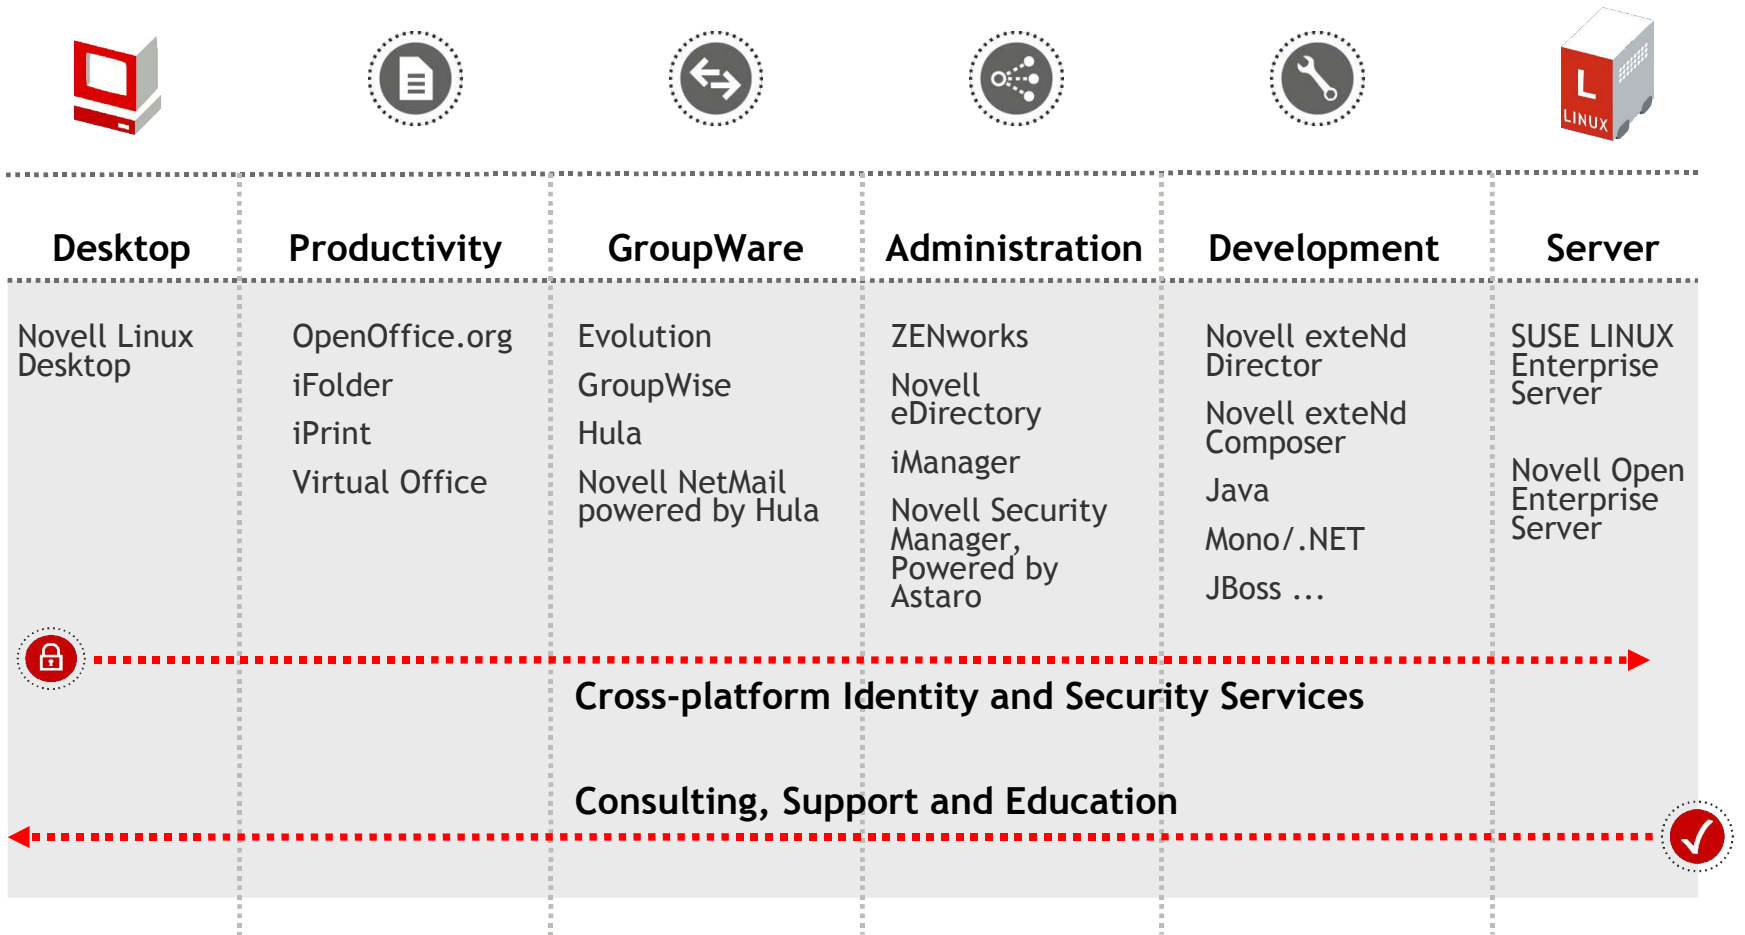 L
LINUX
Desktop
Productivity
GroupWare
Administration
Development
Server
Novell Linux
Desktop
OpenOffice.org
iFolder
iPrint
Virtual Office
Evolution
GroupWise
Hula
Novell NetMail
powered by Hula
ZENworks
Novell
eDirectory
iManager
Novell Security
Manager,
Powered by
Astaro
Novell exteNd
Director
Novell exteNd
Composer
Java
Mono/.NET
JBoss ...
SUSE LINUX
Enterprise
Server
Novell Open
Enterprise
Server
Cross-platform Identity and Security Services
Consulting, Support and Education